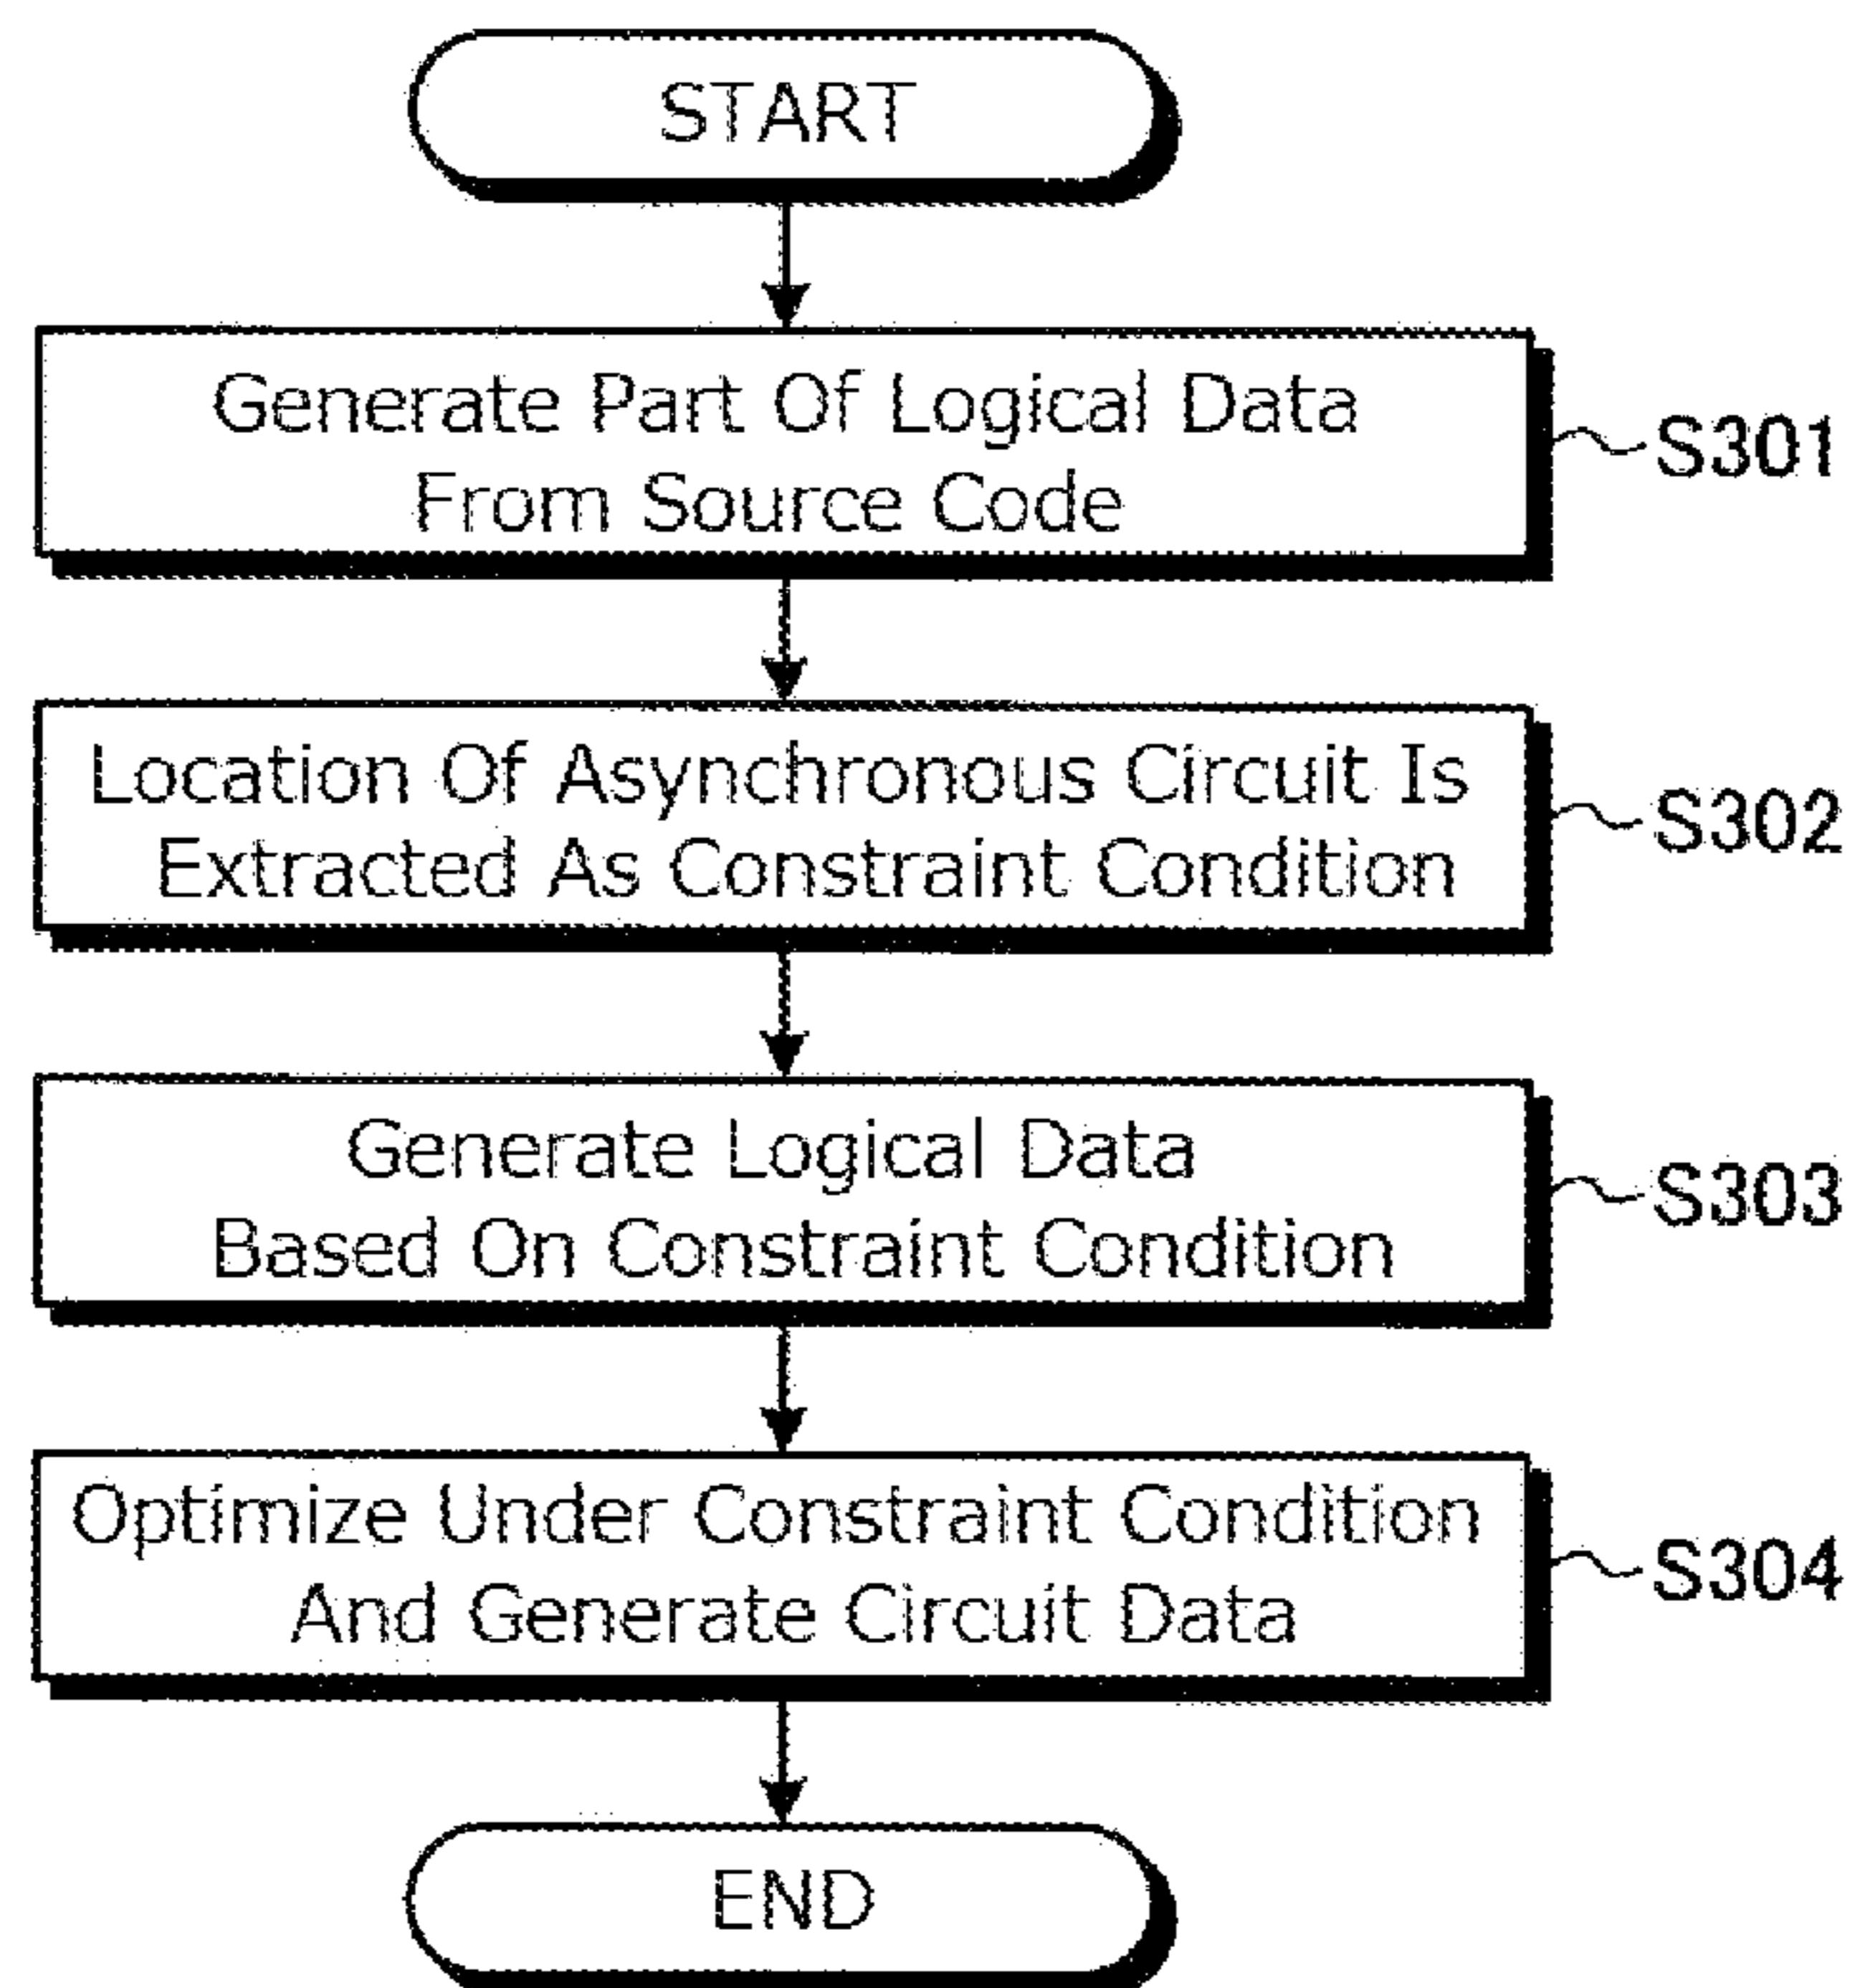 START
Generate Part Of Logical Data
From Source Code
S301
Location Of Asynchronous Circuit Is
Extracted As Constraint Condition
S302
Generate Logical Data
Based On Constraint Condition
S303
Optimize Under Constraint Condition
And Generate Circuit Data
S304
END